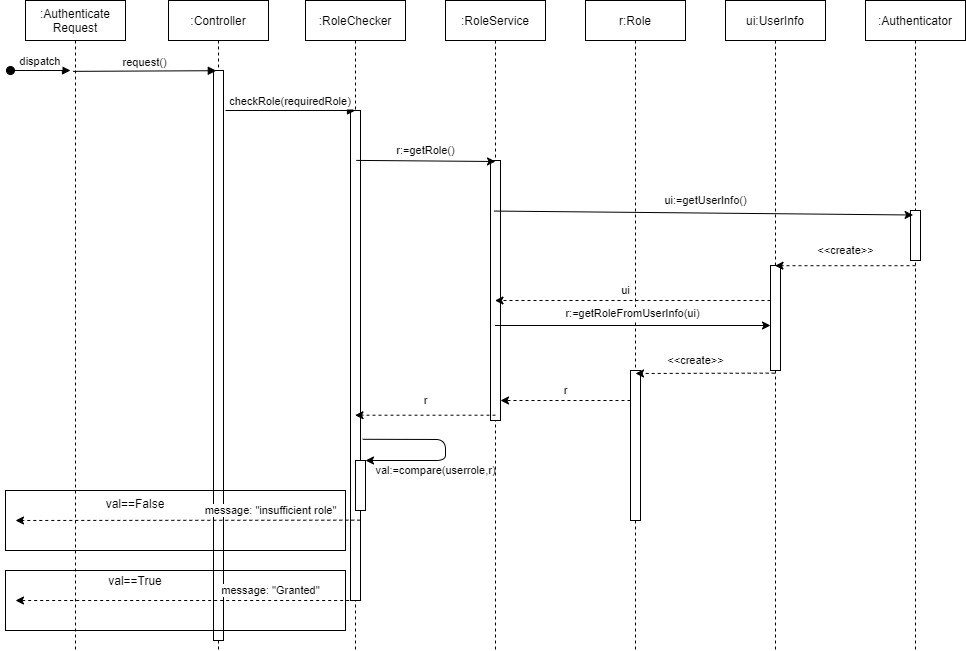 :Authenticate
Request
:Controller
:RoleChecker
:RoleService
r:Role
ui:UserInfo
:Authenticator
dispatch
request()
checkRole(requiredRole)
r:=getRole()
ui:=getUserInfo()
<<create>>
ui
r:=getRoleFromUserInfo(ui)
<<create>>
r
r
val:=compare(userrole,r)
val==False
message: "insufficient role"
val==True
message: "Granted"